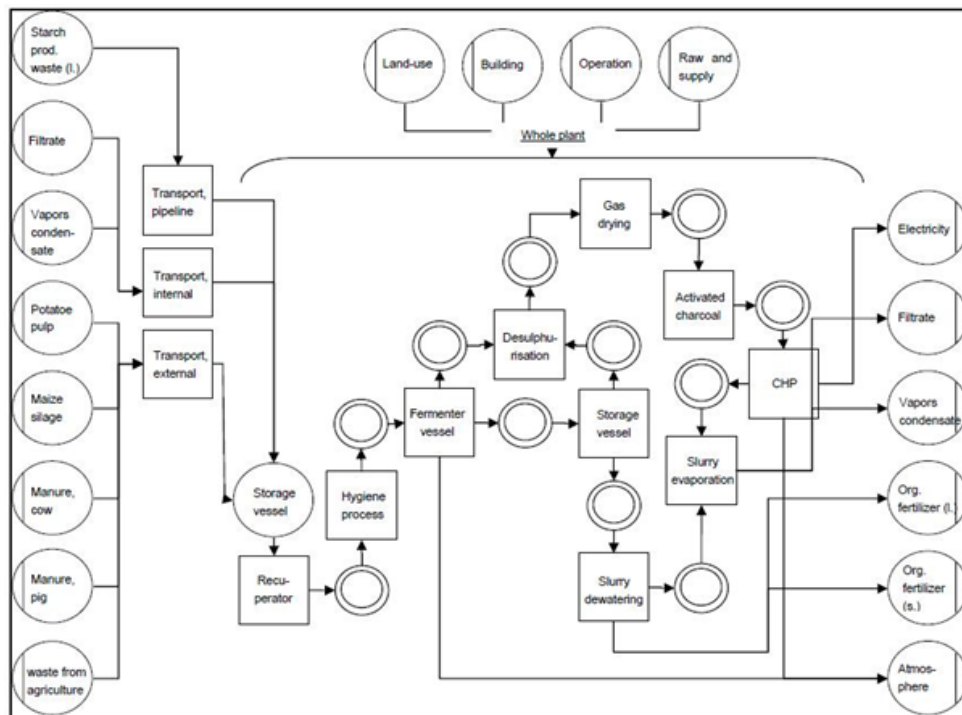 Starch
prod.
waste (l.)
Filtrate
Vapors
conden-
sate
Potatoe
pulp
Maize
silage
Manure,
cow
Manure,
pig
waste from
agriculture
Transport,
pipeline
Transport,
internal
Transport,
external
Storage
vessel
Recu-
perator
Hygiene
process
Land-use
Building
Operation
Raw and
supply
Whole plant
Fermenter
vessel
Desulphu-
risation
Gas
drying
Activated
charcoal
CHP
Storage
vessel
Slurry
evaporation
Slurry
dewatering
Electricity
Filtrate
Vapors
condensate
Org.
fertilizer (l.)
Org.
fertilizer
(s.)
Atmos-
phere